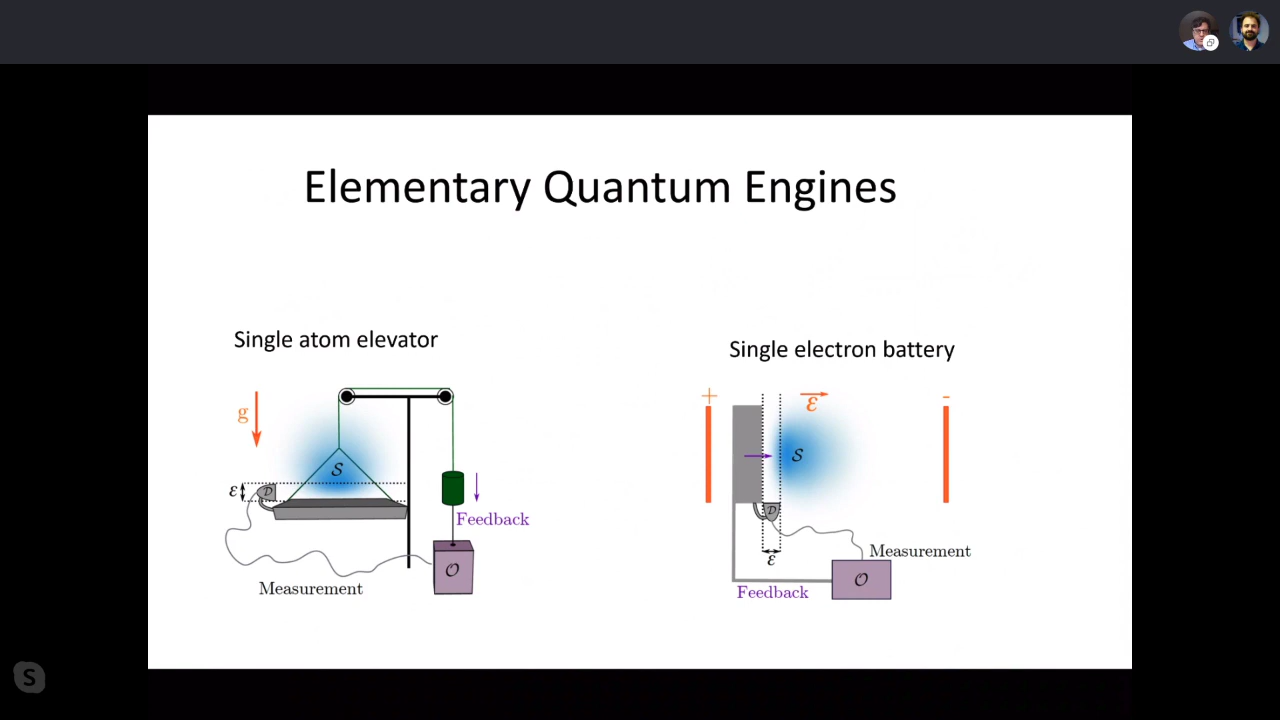 Elementary Quantum Engines
Single atom elevator
g
S
ε
D
Feedback
O
Measurement
Single electron battery
+
ℰ
-
S
D
ε
Measurement
O
Feedback
S